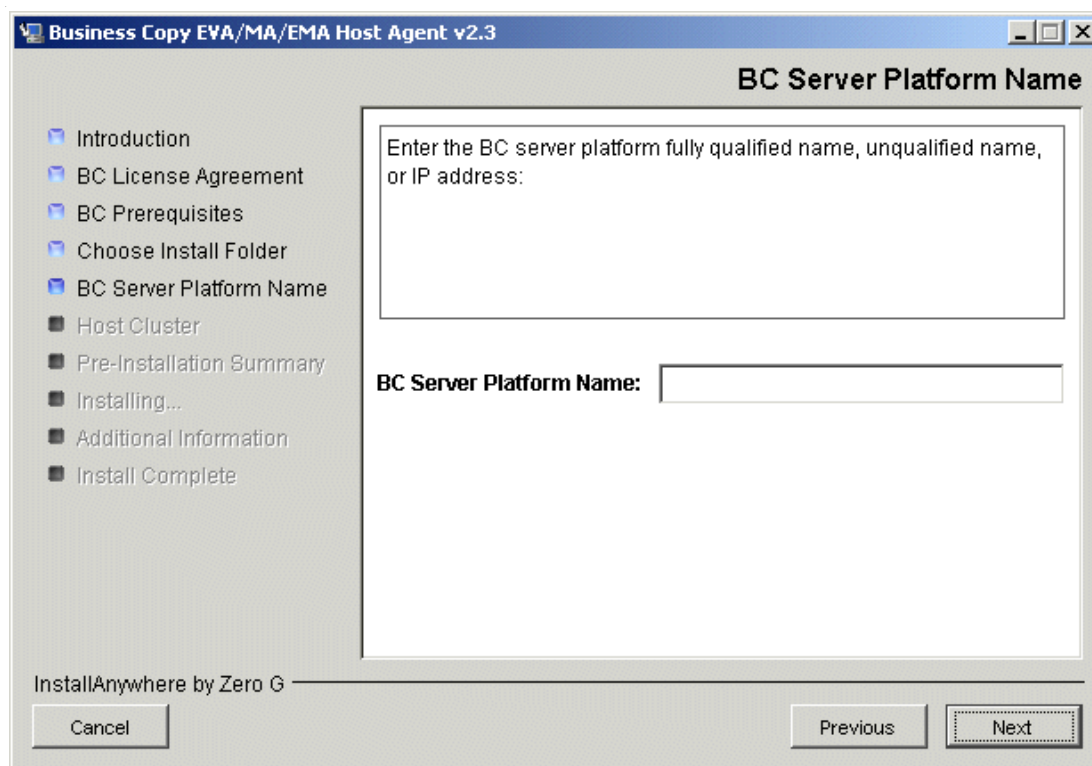 Business Copy EVA/MA/EMA Host Agent v2.3
BC Server Platform Name
Introduction
BC License Agreement
BC Prerequisites
Choose Install Folder
BC Server Platform Name
Host Cluster
Pre-Installation Summary
Installing...
Additional Information
Install Complete
Enter the BC server platform fully qualified name, unqualified name,
or IP address:
BC Server Platform Name:
InstallAnywhere by Zero G
Cancel
Previous
Next